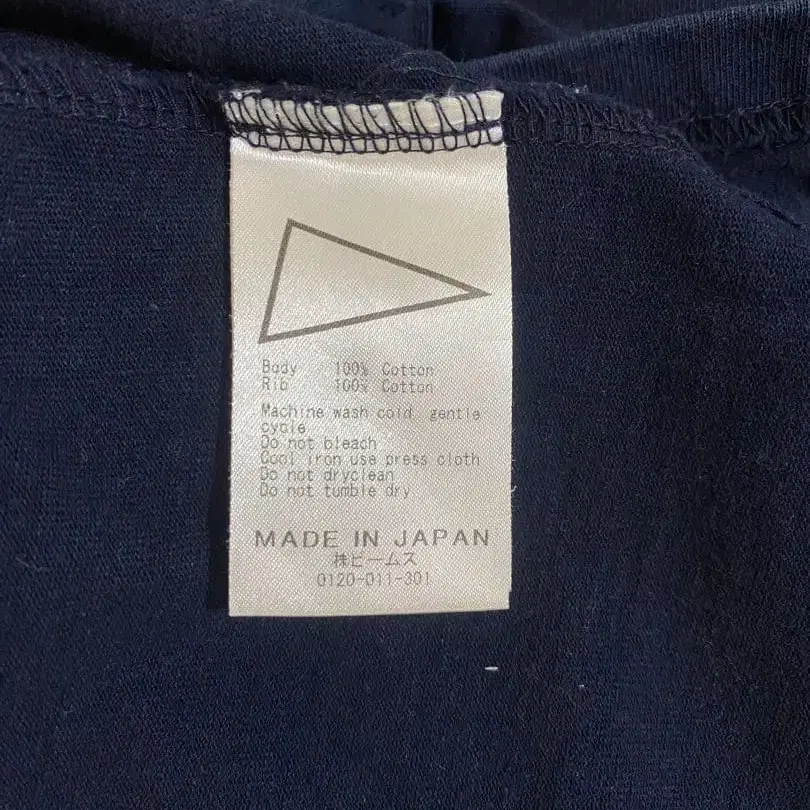 Body 100% Cotton
Rib 100% Cotton
Machine wash cold gentle
cycle
Do not bleach
Cool iron use press cloth
Do not dryclean
Do not tumble dry
MADE IN JAPAN
㈱ビームス
0120-011-301